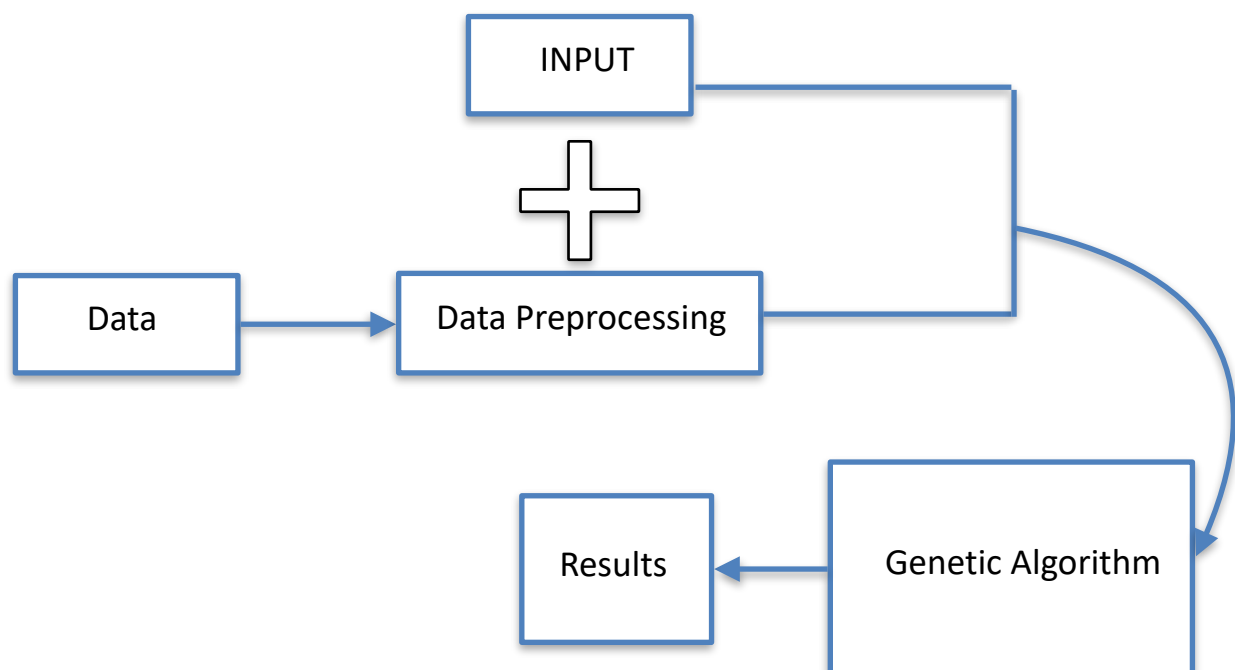 INPUT
Data
Data Preprocessing
Results
Genetic Algorithm